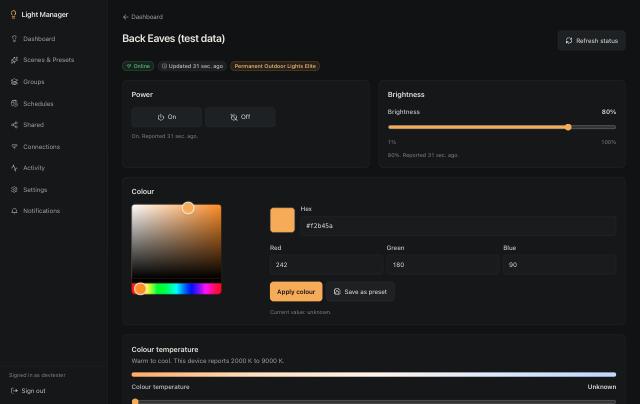 Light Manager
Dashboard
Scenes & Presets
Groups
Schedules
Shared
Connections
Activity
Settings
Notifications
Signed in as devtester
Sign out
← Dashboard
Back Eaves (test data)
Refresh status
Online
Updated 31 sec. ago
Permanent Outdoor Lights Elite
Power
On
Off
On. Reported 31 sec. ago.
Brightness
Brightness 80%
1% 100%
80%. Reported 31 sec. ago.
Colour
Hex
#f2b45a
Red Green Blue
242 180 90
Apply colour
Save as preset
Current value: unknown.
Colour temperature
Warm to cool. This device reports 2000 K to 9000 K.
Colour temperature Unknown